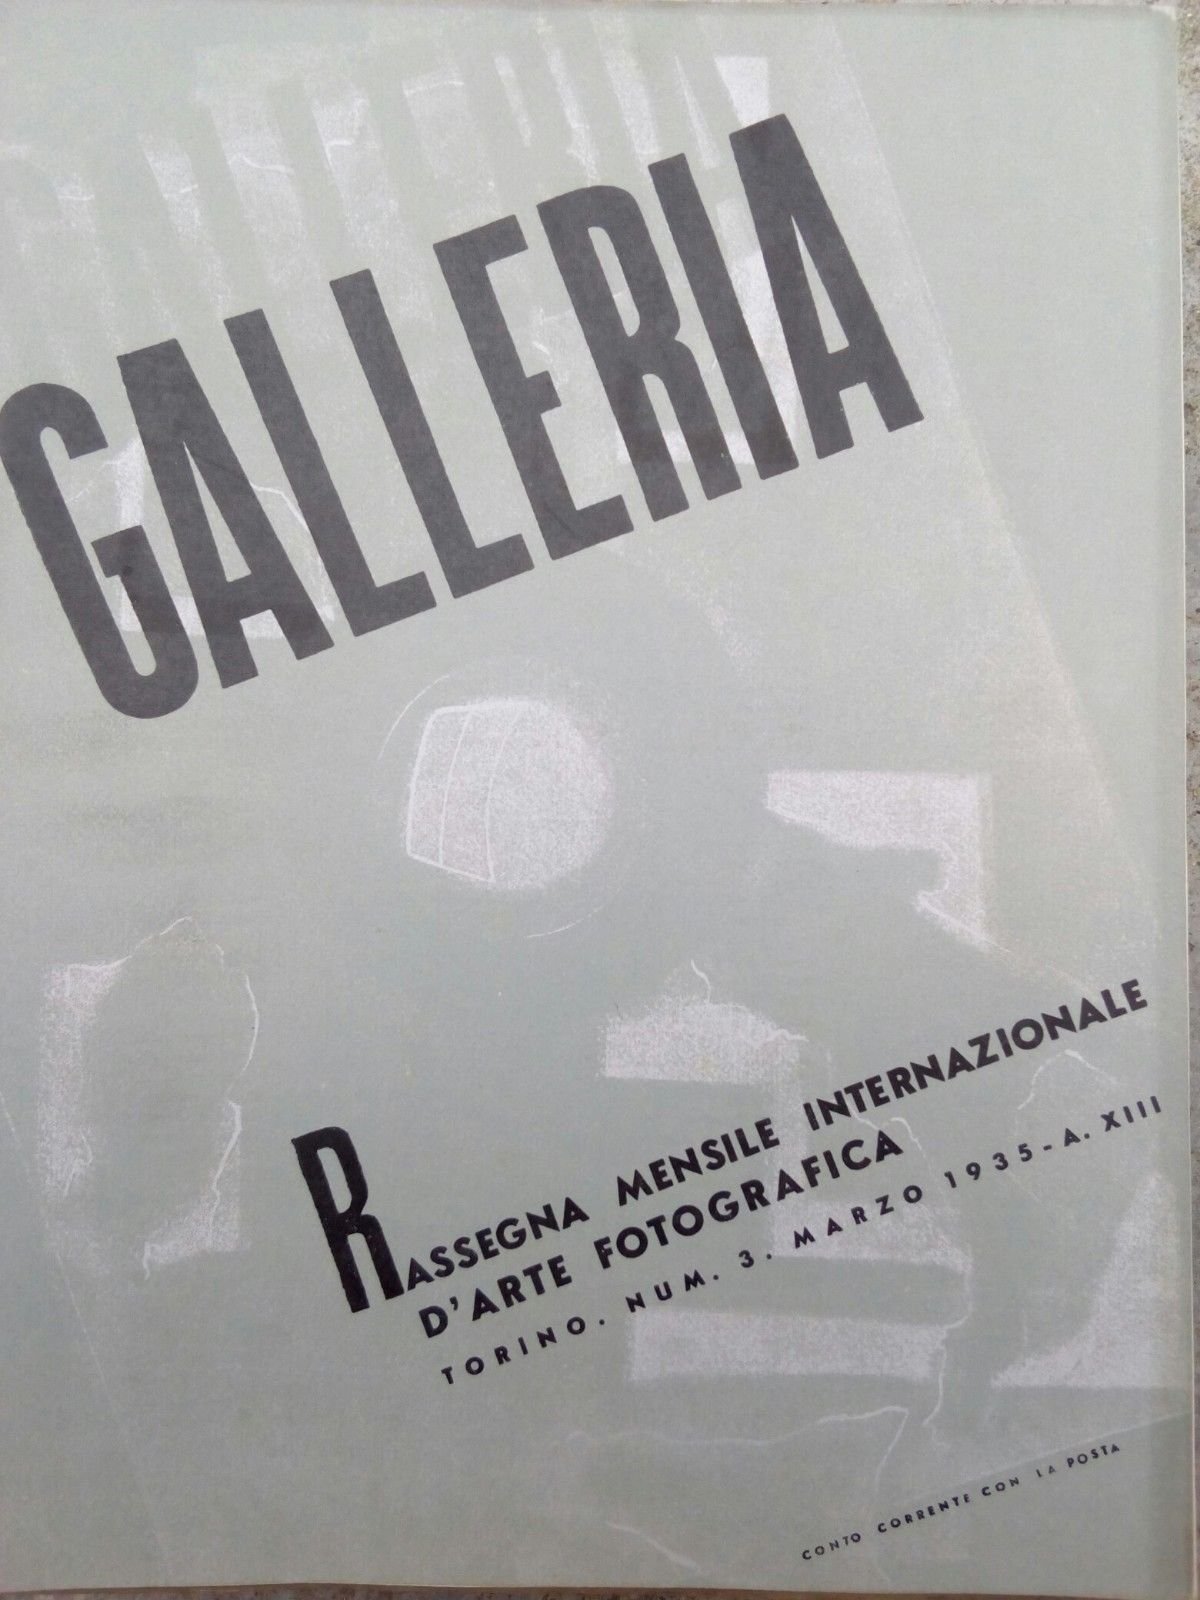 GALLERIA
RASSEGNA MENSILE INTERNAZIONALE
D'ARTE FOTOGRAFICA
TORINO. NUM. 3. MARZO 1935-A. XIII
CONTO CORRENTE CON LA POSTA